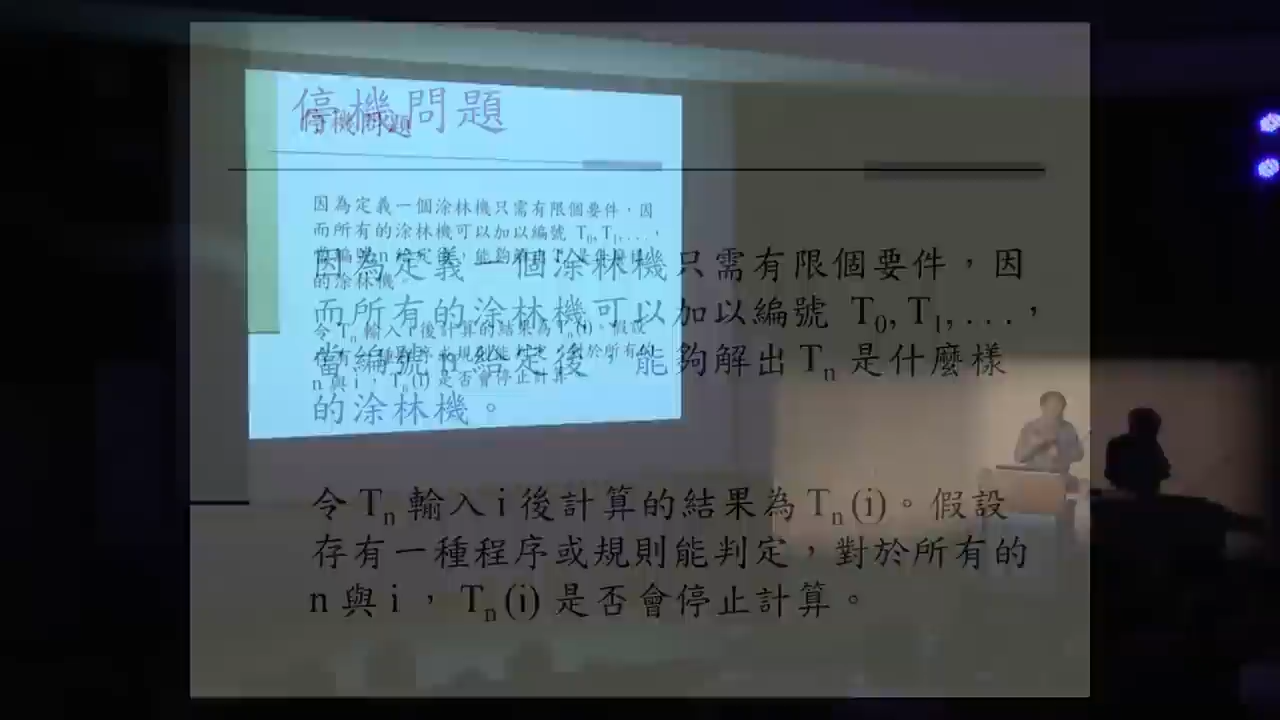 停機問題
因為定義一個涂林機只需有限個要件，因
而所有的涂林機可以加以編號 T0, T1, . . . ，
當編號 n 給定後，能夠解出 Tn 是什麼樣
的涂林機。
令 Tn 輸入 i 後計算的結果為 Tn(i)。假設
存有一種程序或規則能判定，對於所有的
n 與 i ， Tn(i) 是否會停止計算。